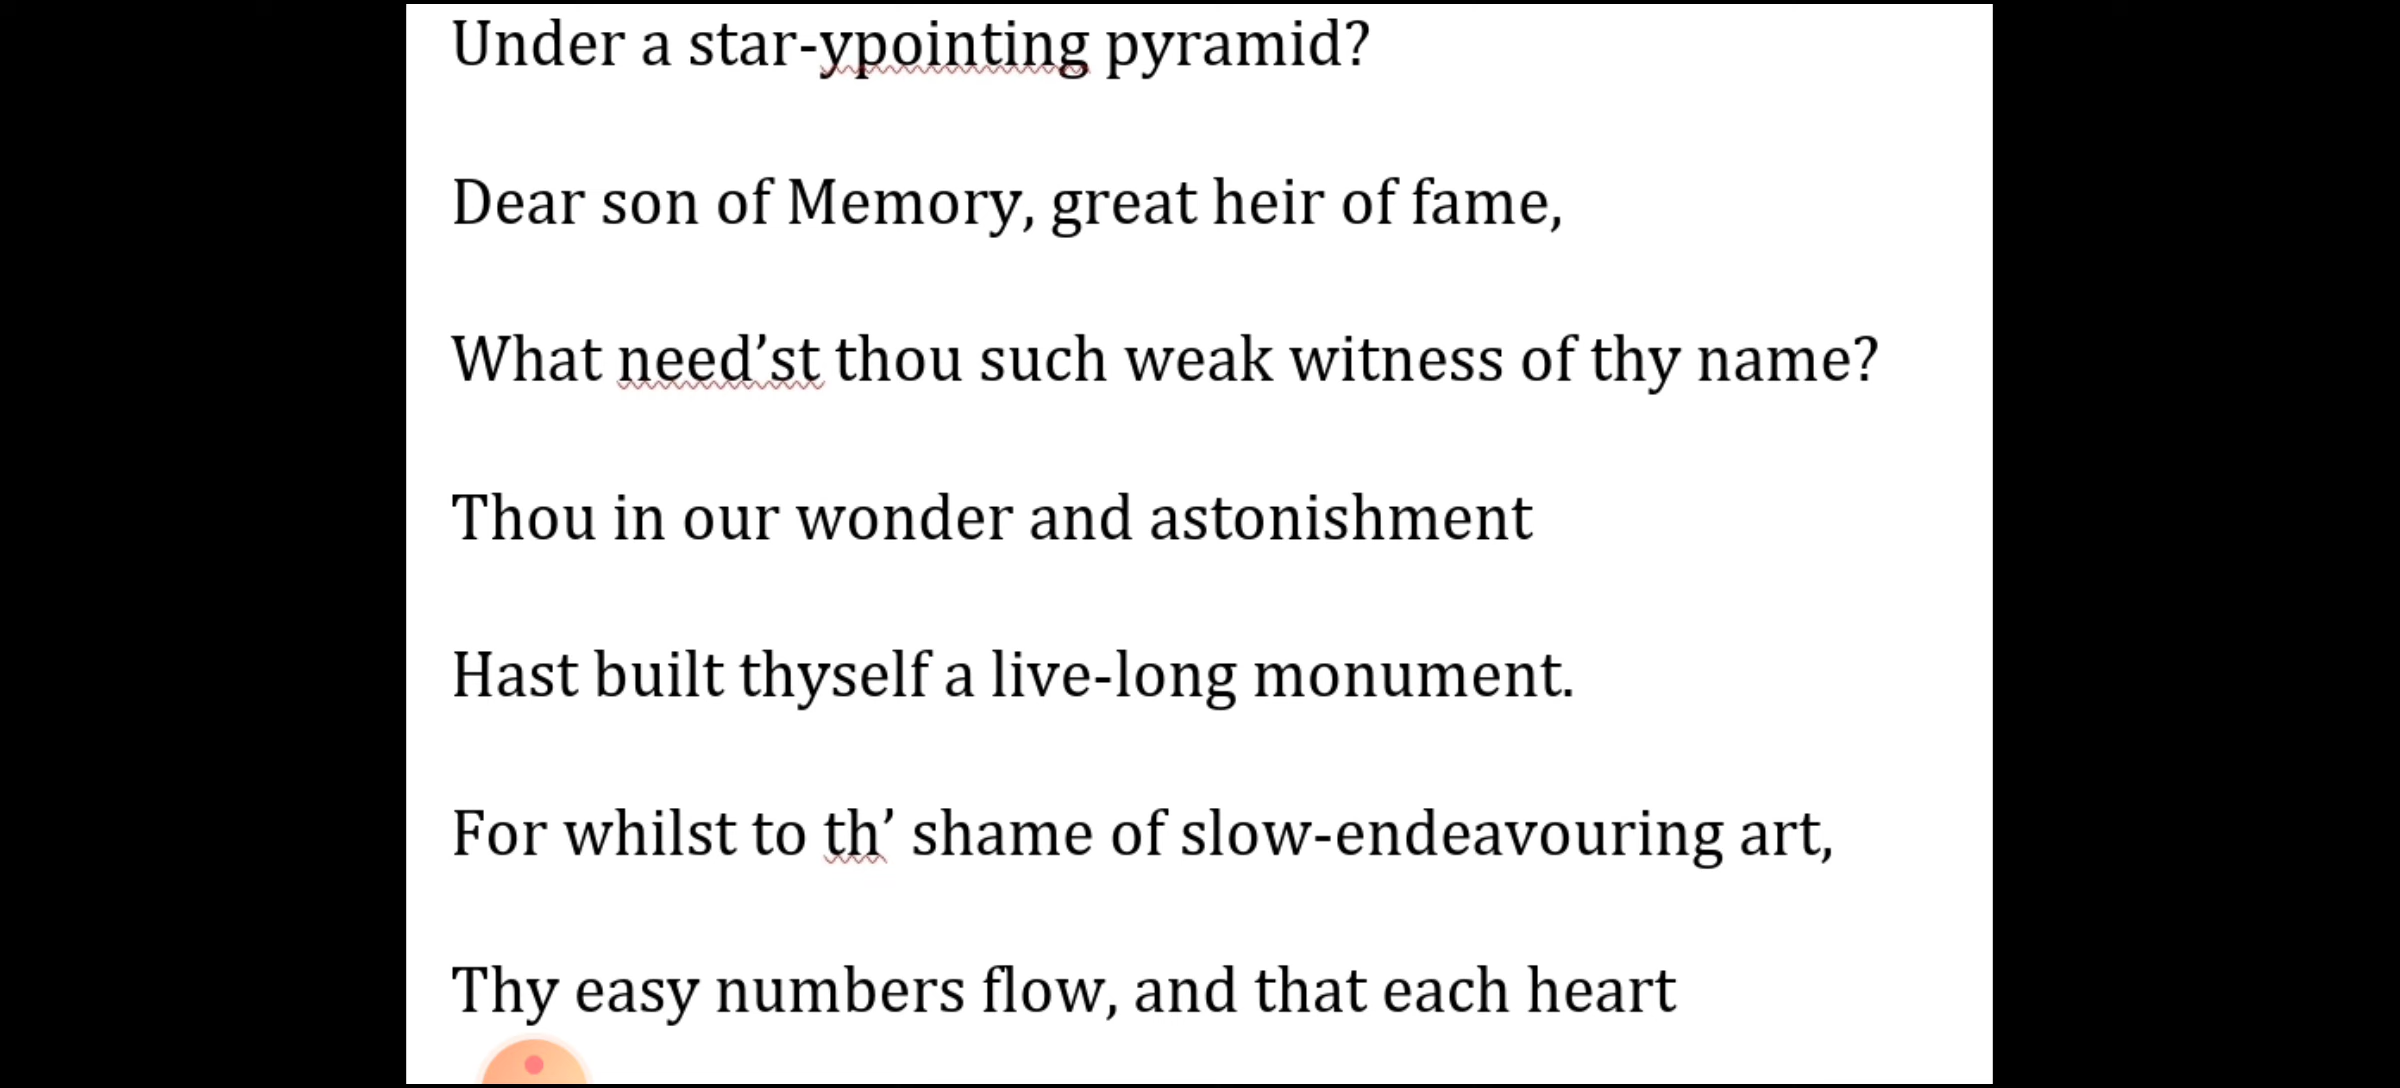 Under a star-ypointing pyramid?
Dear son of Memory, great heir of fame,
What need’st thou such weak witness of thy name?
Thou in our wonder and astonishment
Hast built thyself a live-long monument.
For whilst to th’ shame of slow-endeavouring art,
Thy easy numbers flow, and that each heart